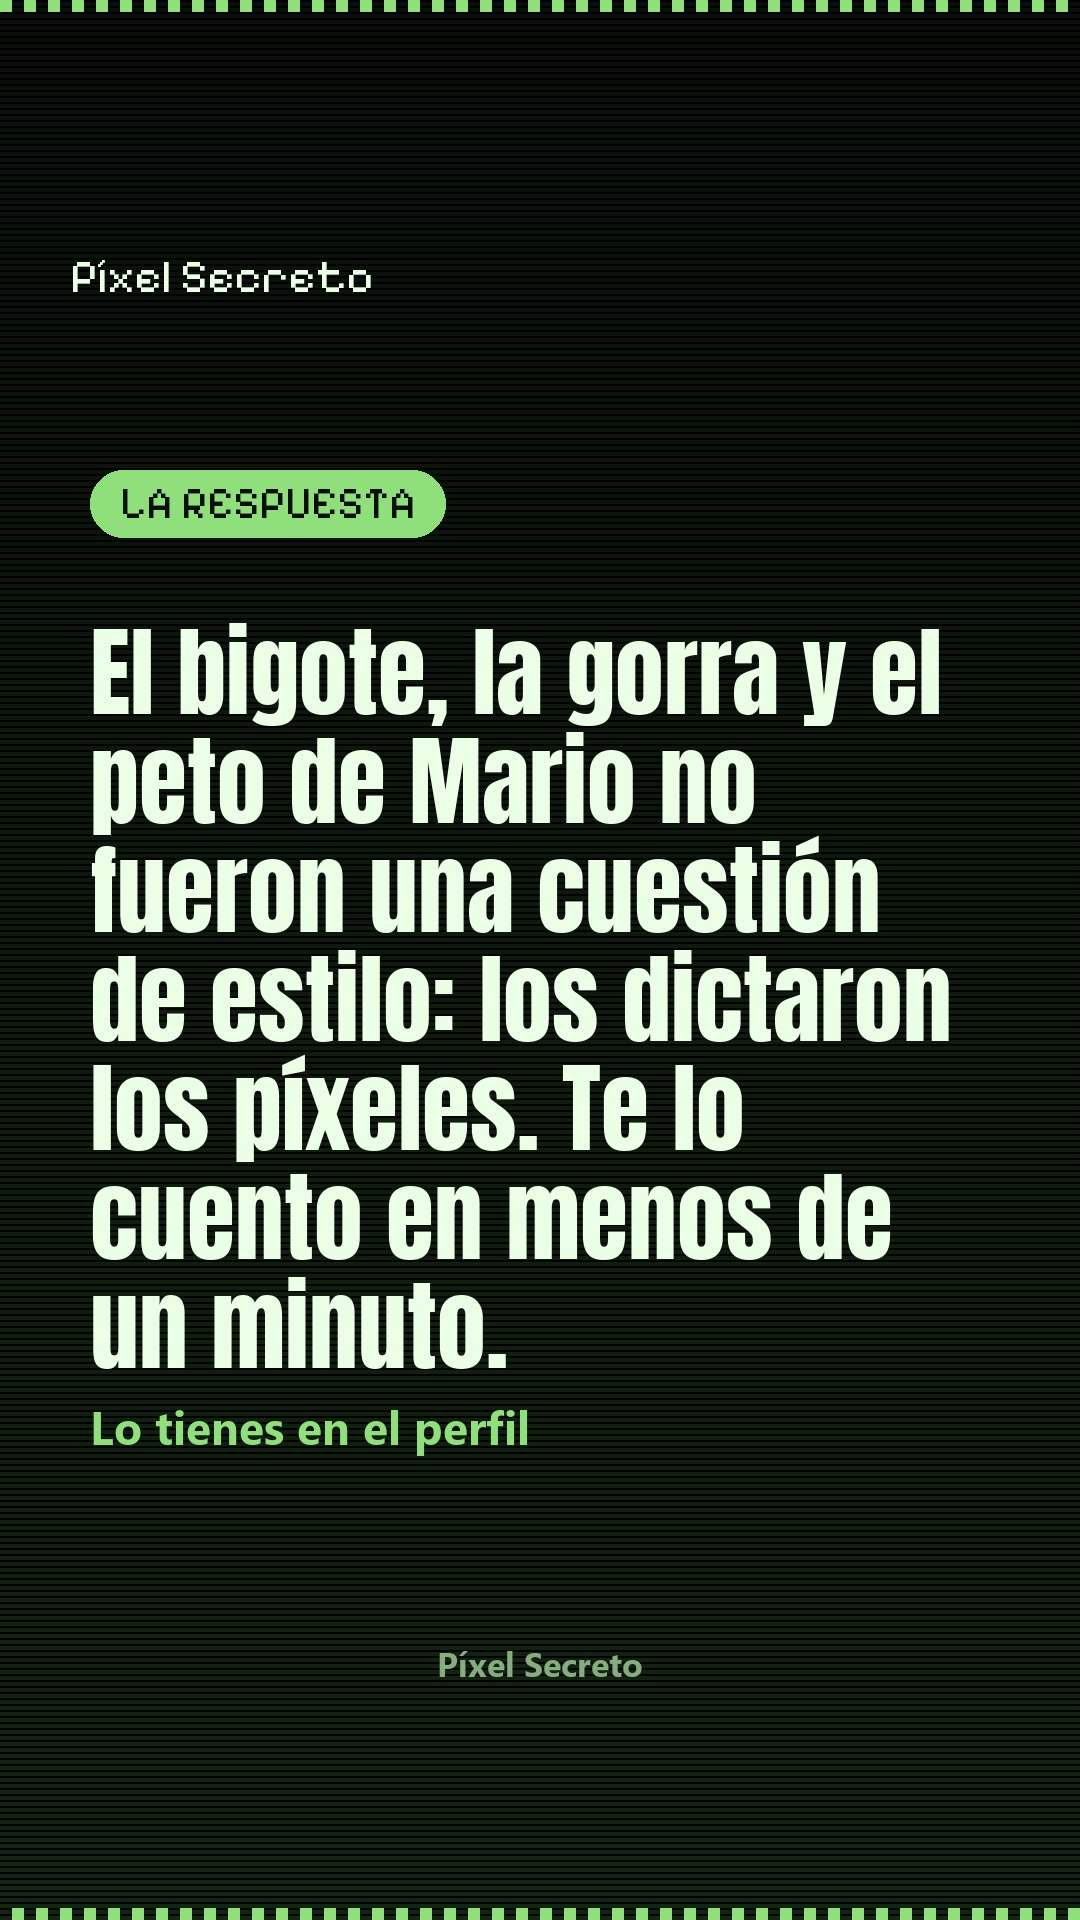 Píxel Secreto
LA RESPUESTA
El bigote, la gorra y el
peto de Mario no
fueron una cuestión
de estilo: los dictaron
los píxeles. Te lo
cuento en menos de
un minuto.
Lo tienes en el perfil
Píxel Secreto